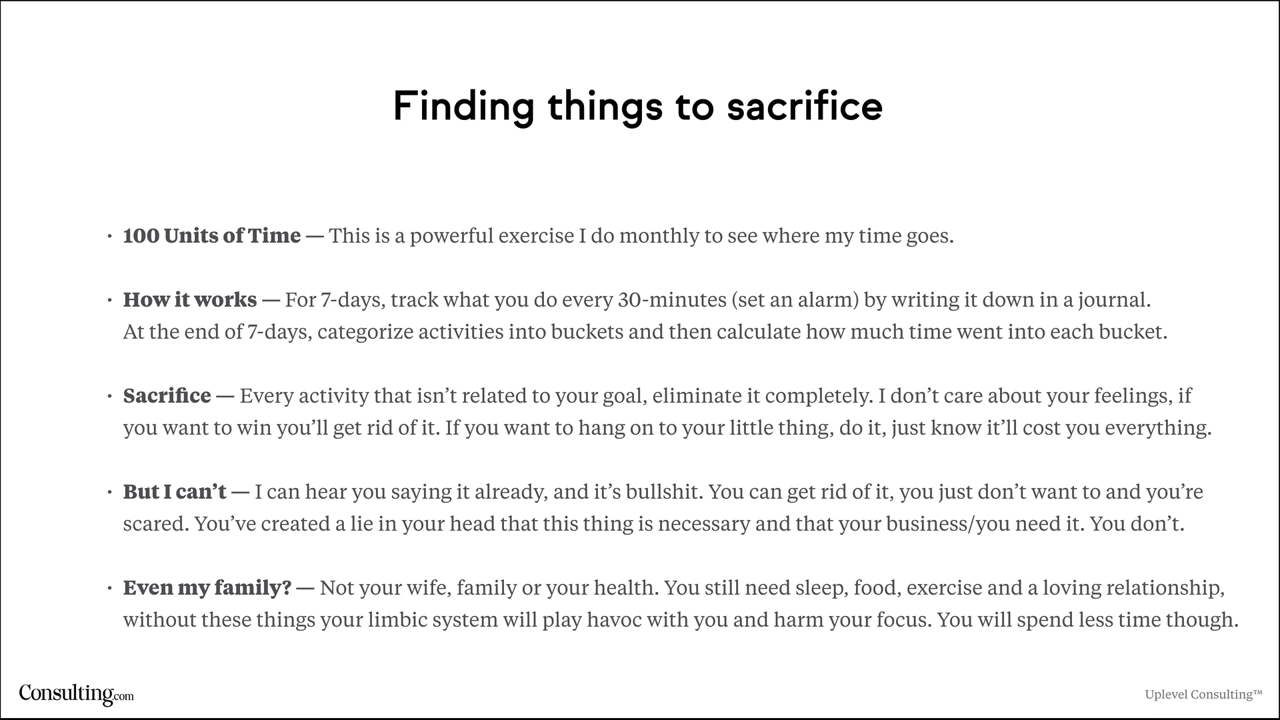 Finding things to sacrifice
· 100 Units of Time — This is a powerful exercise I do monthly to see where my time goes.
· How it works — For 7-days, track what you do every 30-minutes (set an alarm) by writing it down in a journal.
At the end of 7-days, categorize activities into buckets and then calculate how much time went into each bucket.
· Sacrifice — Every activity that isn’t related to your goal, eliminate it completely. I don’t care about your feelings, if
you want to win you’ll get rid of it. If you want to hang on to your little thing, do it, just know it’ll cost you everything.
· But I can’t — I can hear you saying it already, and it’s bullshit. You can get rid of it, you just don’t want to and you’re
scared. You’ve created a lie in your head that this thing is necessary and that your business/you need it. You don’t.
· Even my family? — Not your wife, family or your health. You still need sleep, food, exercise and a loving relationship,
without these things your limbic system will play havoc with you and harm your focus. You will spend less time though.
Consulting.com
Uplevel Consulting™